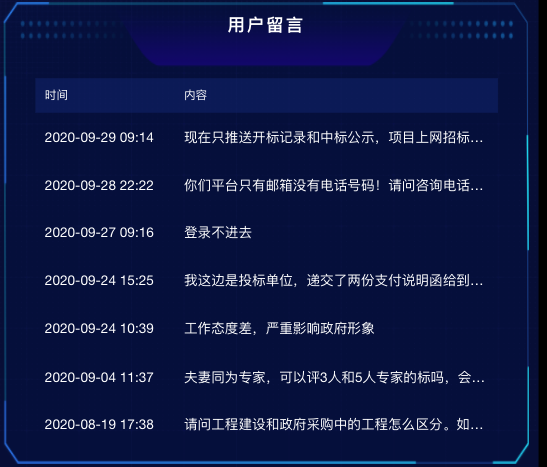 用户留言
时间 内容
2020-09-29 09:14 现在只推送开标记录和中标公示，项目上网招标...
2020-09-28 22:22 你们平台只有邮箱没有电话号码！请问咨询电话...
2020-09-27 09:16 登录不进去
2020-09-24 15:25 我这边是投标单位，递交了两份支付说明函给到...
2020-09-24 10:39 工作态度差，严重影响政府形象
2020-09-04 11:37 夫妻同为专家，可以评3人和5人专家的标吗，会...
2020-08-19 17:38 请问工程建设和政府采购中的工程怎么区分。如...